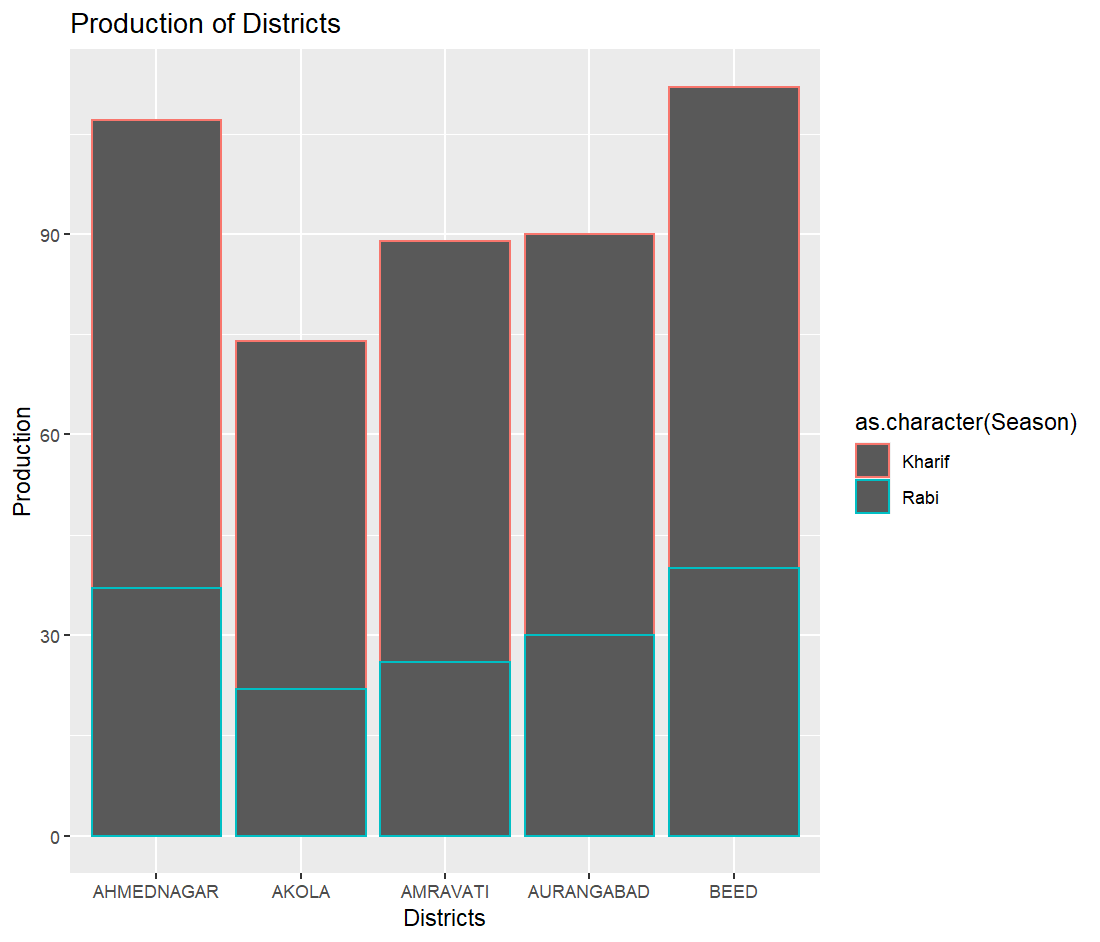 Production of Districts
90
60
30
0
Production
AHMEDNAGAR AKOLA AMRAVATI AURANGABAD BEED
Districts
as.character(Season)
Kharif
Rabi